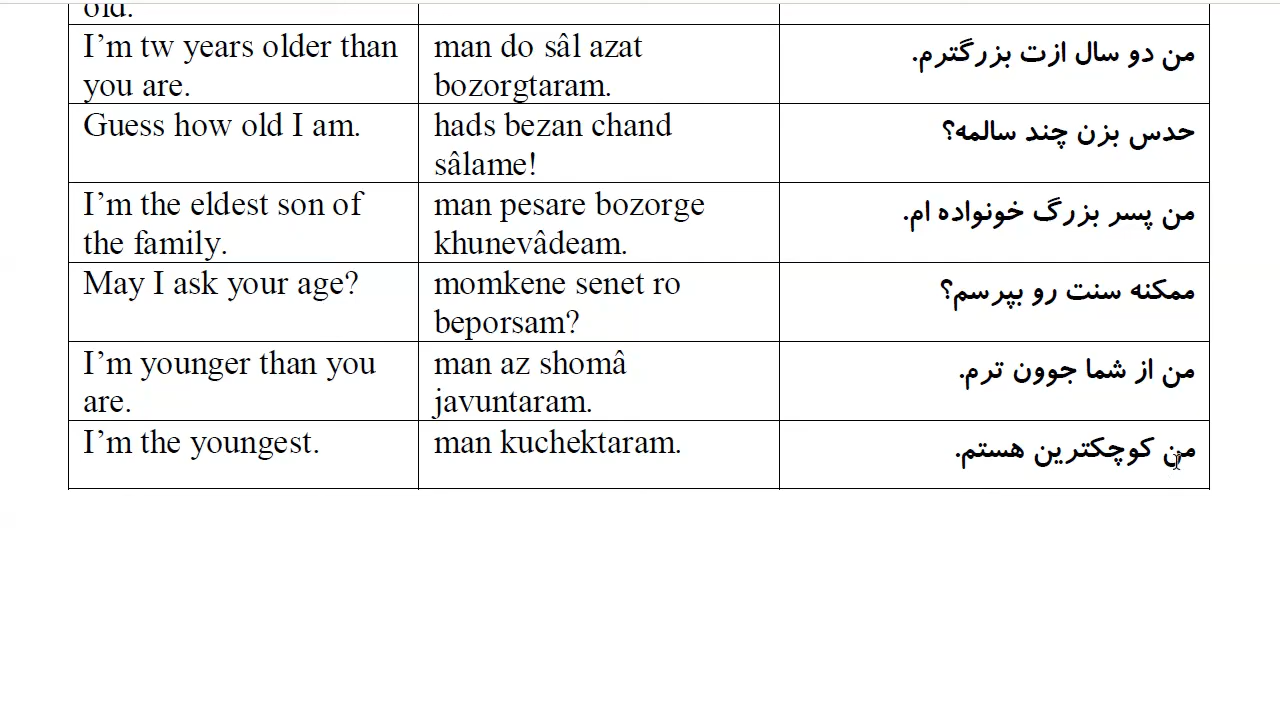 old.
I’m tw years older than
you are.
man do sâl azat
bozorgtaram.
من دو سال ازت بزرگترم.
Guess how old I am.
hads bezan chand
sâlame!
حدس بزن چند سالمه؟
I’m the eldest son of
the family.
man pesare bozorge
khunevâdeam.
من پسر بزرگ خونواده ام.
May I ask your age?
momkene senet ro
beporsam?
ممکنه سنت رو بپرسم؟
I’m younger than you
are.
man az shomâ
javuntaram.
من از شما جوون ترم.
I’m the youngest.
man kuchektaram.
من کوچکترین هستم.